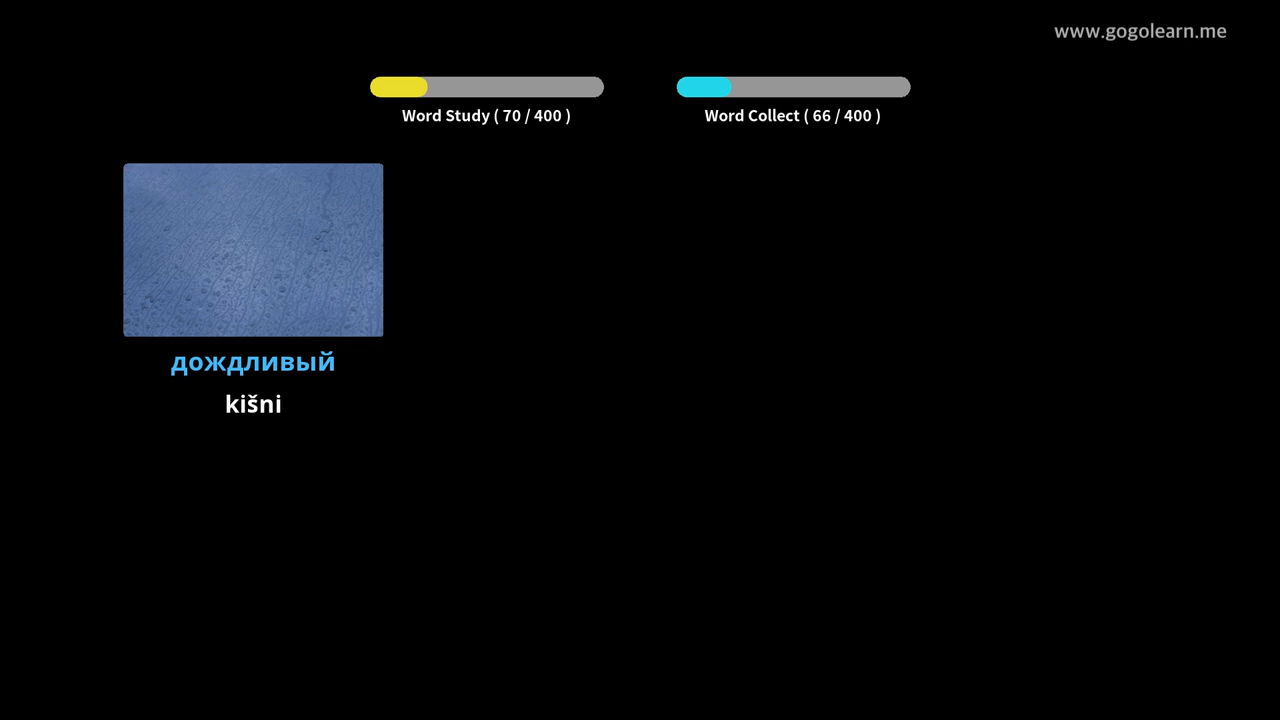 www.gogolearn.me
Word Study ( 70 / 400 )
Word Collect ( 66 / 400 )
дождливый
kišni